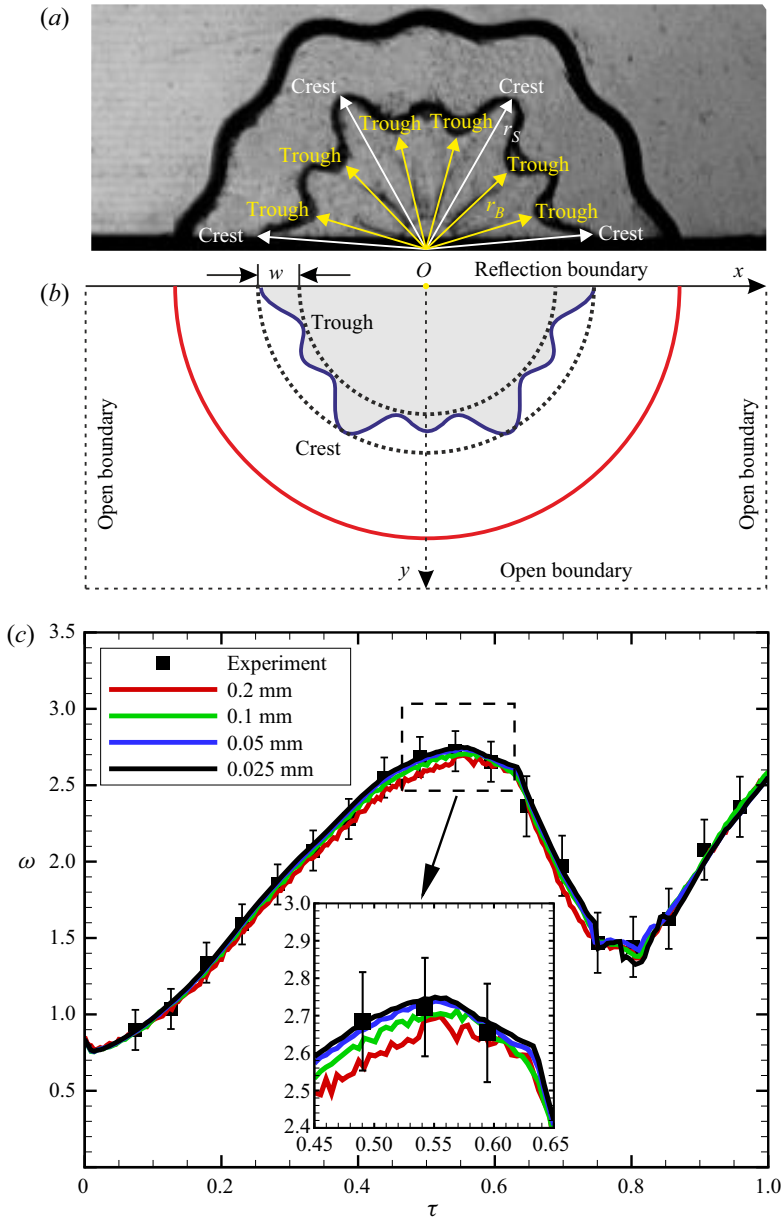 (a)
Crest
Crest
Trough
Trough
r_S
Trough
Trough
Trough
r_B
Trough
Crest
Crest
w
O
Reflection boundary
x
(b)
Trough
Crest
Open boundary
Open boundary
y
Open boundary
(c)
3.5
3.0
2.5
2.0
1.5
1.0
0.5
ω
Experiment
0.2 mm
0.1 mm
0.05 mm
0.025 mm
3.0
2.9
2.8
2.7
2.6
2.5
2.4
0.45 0.50 0.55 0.60 0.65
0 0.2 0.4 0.6 0.8 1.0
τ